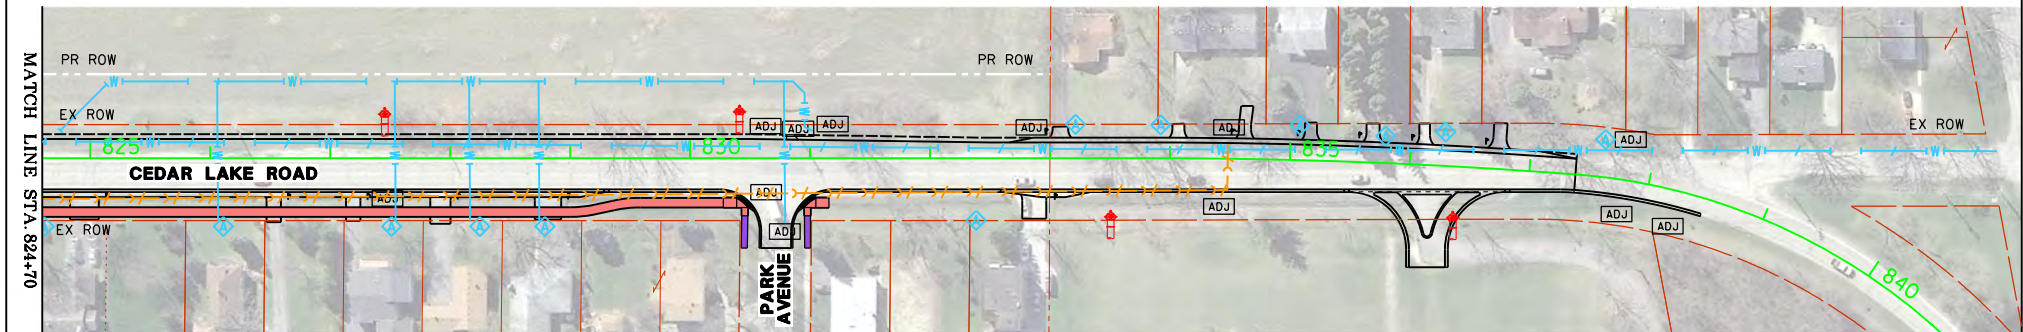 PR ROW
PR ROW
W W W W
EX ROW
W
ADJ ADJ ADJ ADJ ADJ A A A A A A ADJ
EX ROW
825 W W W W W W 830 W W W W 835 W W W W
MATCH LINE STA. 824+70
CEDAR LAKE ROAD
ADJ ADJ
ADJ ADJ ADJ
EX ROW
A A A A A
ADJ
PARK
AVENUE
840